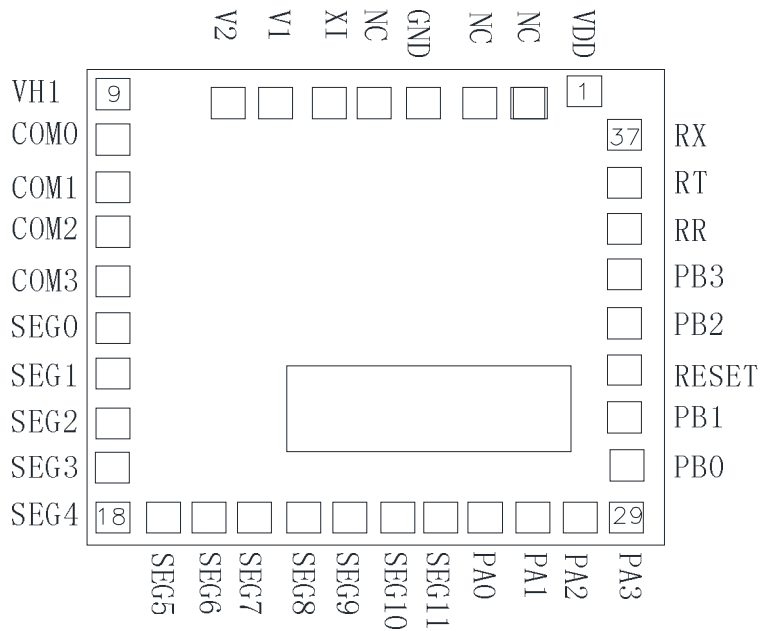 V2 V1 XI NC GND NC NC VDD
VH1 9 1
COM0 37 RX
COM1 RT
COM2 RR
COM3 PB3
SEG0 PB2
SEG1 RESET
SEG2 PB1
SEG3 PB0
SEG4 18 29
SEG5 SEG6 SEG7 SEG8 SEG9 SEG10 SEG11 PA0 PA1 PA2 PA3